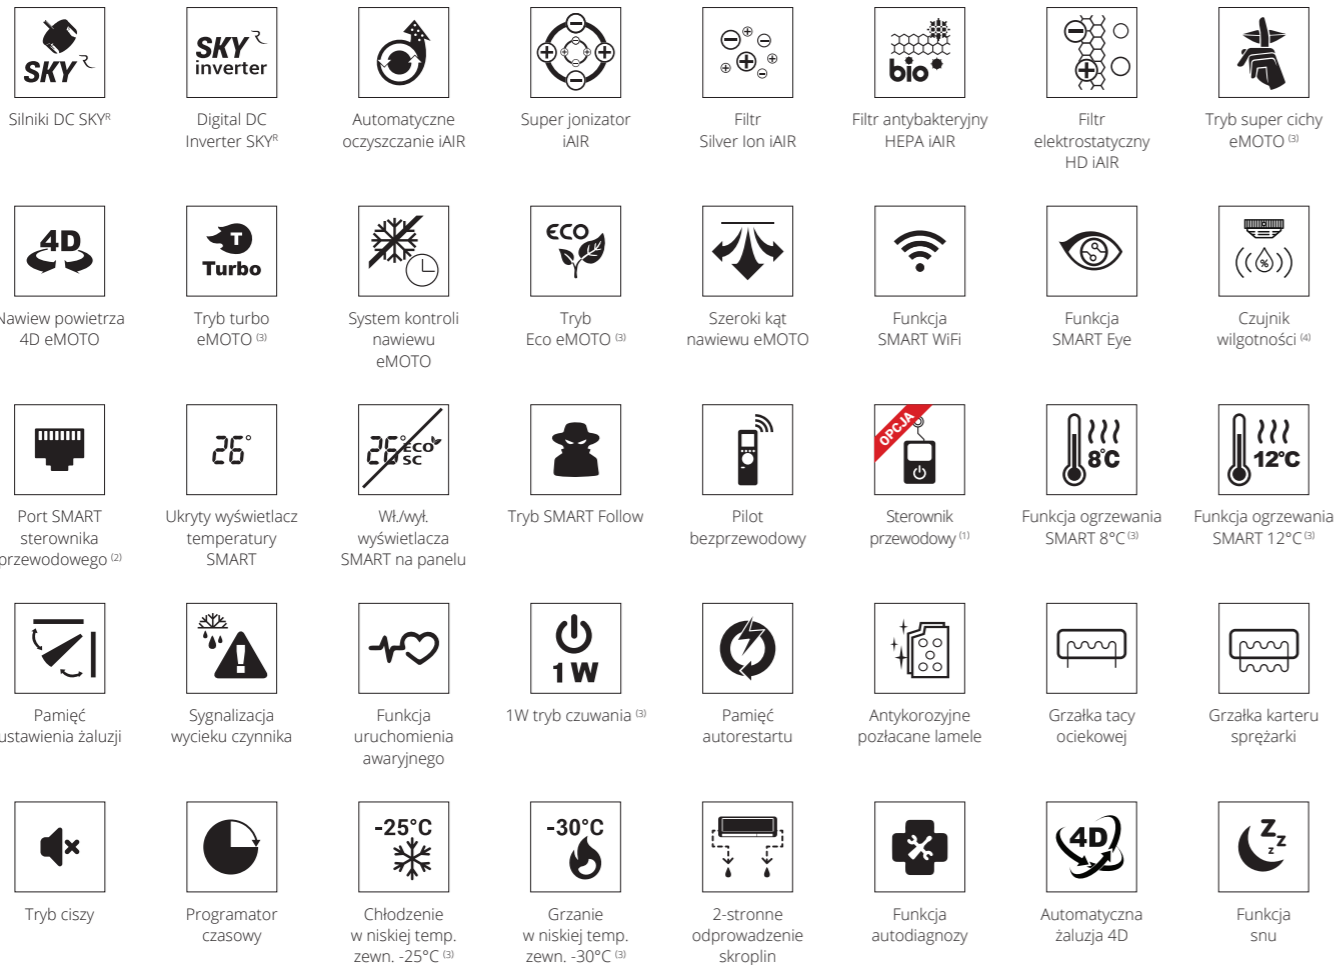 SKY R
SKY R
inverter
bio
Silniki DC SKYᴿ
Digital DC
Inverter SKYᴿ
Automatyczne
oczyszczanie iAIR
Super jonizator
iAIR
Filtr
Silver Ion iAIR
Filtr antybakteryjny
HEPA iAIR
Filtr
elektrostatyczny
HD iAIR
Tryb super cichy
eMOTO (3)
4D
T
Turbo
ECO
%
Nawiew powietrza
4D eMOTO
Tryb turbo
eMOTO (3)
System kontroli
nawiewu
eMOTO
Tryb
Eco eMOTO (3)
Szeroki kąt
nawiewu eMOTO
Funkcja
SMART WiFi
Funkcja
SMART Eye
Czujnik
wilgotności (4)
26°
26° ECO
SC
OPCJA
8°C
12°C
Port SMART
sterownika
przewodowego (2)
Ukryty wyświetlacz
temperatury
SMART
Wł./wył.
wyświetlacza
SMART na panelu
Tryb SMART Follow
Pilot
bezprzewodowy
Sterownik
przewodowy (1)
Funkcja ogrzewania
SMART 8°C (3)
Funkcja ogrzewania
SMART 12°C (3)
1W
Pamięć
ustawienia żaluzji
Sygnalizacja
wycieku czynnika
Funkcja
uruchomienia
awaryjnego
1W tryb czuwania (3)
Pamięć
autorestartu
Antykorozyjne
pozłacane lamele
Grzałka tacy
ociekowej
Grzałka karteru
sprężarki
-25°C
-30°C
4D
Z z z
Tryb ciszy
Programator
czasowy
Chłodzenie
w niskiej temp.
zewn. -25°C (3)
Grzanie
w niskiej temp.
zewn. -30°C (3)
2-stronne
odprowadzenie
skroplin
Funkcja
autodiagnozy
Automatyczna
żaluzja 4D
Funkcja
snu